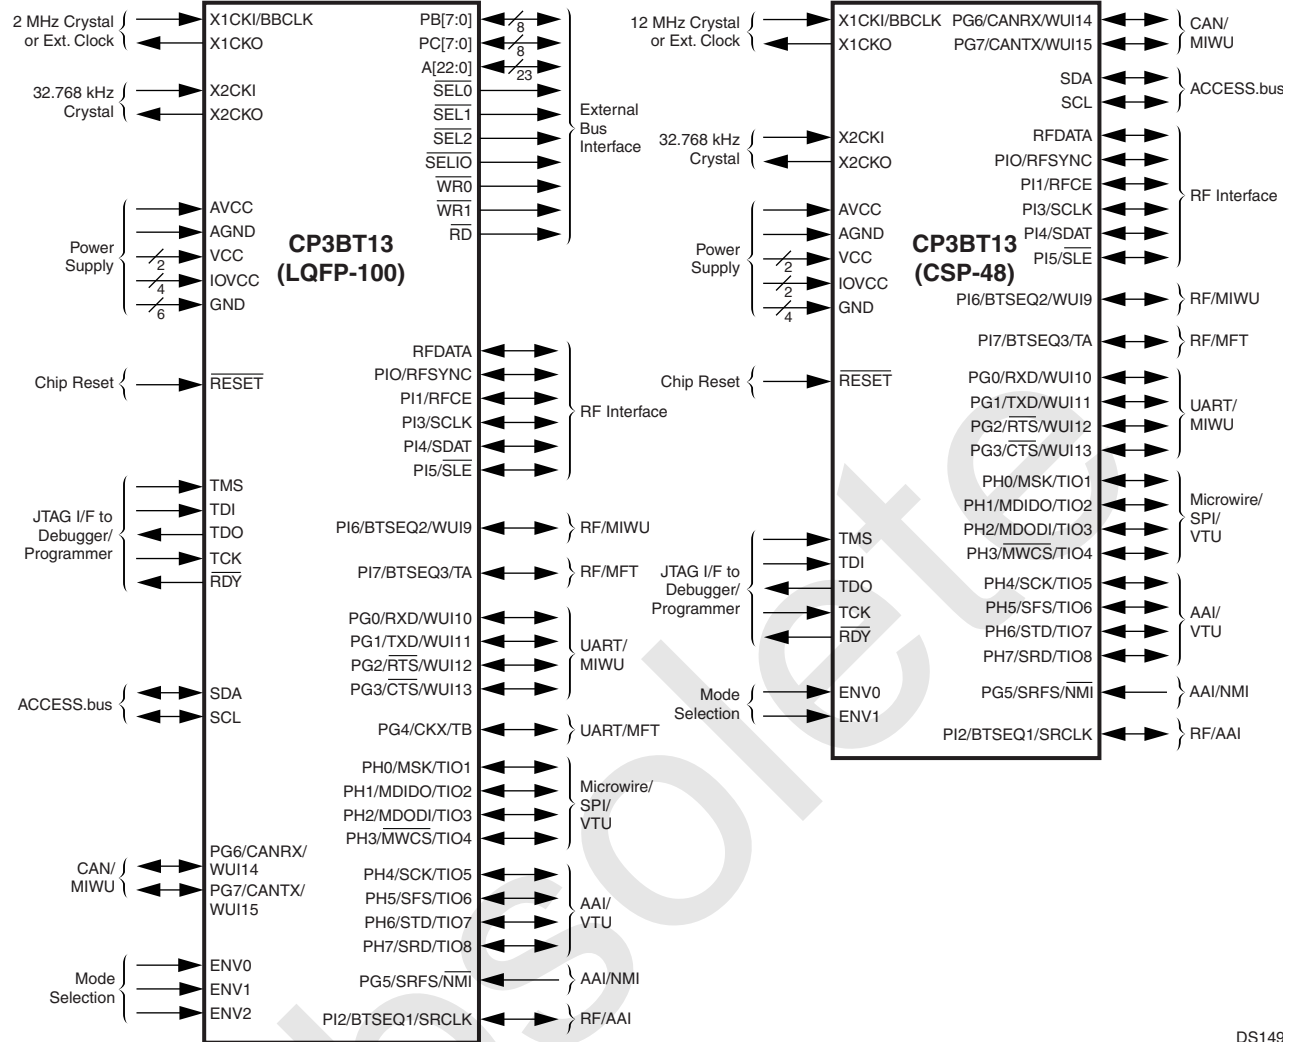 2 MHz Crystal
or Ext. Clock
X1CKI/BBCLK
X1CKO
32.768 kHz
Crystal
X2CKI
X2CKO
Power
Supply
AVCC
AGND
VCC
2
IOVCC
4
GND
6
Chip Reset
RESET
JTAG I/F to
Debugger/
Programmer
TMS
TDI
TDO
TCK
RDY
ACCESS.bus
SDA
SCL
CAN/
MIWU
PG6/CANRX/
WUI14
PG7/CANTX/
WUI15
Mode
Selection
ENV0
ENV1
ENV2
CP3BT13
(LQFP-100)
PB[7:0]
8
PC[7:0]
8
A[22:0]
23
SEL0
SEL1
SEL2
SELIO
WR0
WR1
RD
External
Bus
Interface
RFDATA
PIO/RFSYNC
PI1/RFCE
PI3/SCLK
PI4/SDAT
PI5/SLE
RF Interface
PI6/BTSEQ2/WUI9
RF/MIWU
PI7/BTSEQ3/TA
RF/MFT
PG0/RXD/WUI10
PG1/TXD/WUI11
PG2/RTS/WUI12
PG3/CTS/WUI13
UART/
MIWU
PG4/CKX/TB
UART/MFT
PH0/MSK/TIO1
PH1/MDIDO/TIO2
PH2/MDODI/TIO3
PH3/MWCS/TIO4
Microwire/
SPI/
VTU
PH4/SCK/TIO5
PH5/SFS/TIO6
PH6/STD/TIO7
PH7/SRD/TIO8
AAI/
VTU
PG5/SRFS/NMI
AAI/NMI
PI2/BTSEQ1/SRCLK
RF/AAI
12 MHz Crystal
or Ext. Clock
X1CKI/BBCLK
X1CKO
32.768 kHz
Crystal
X2CKI
X2CKO
Power
Supply
AVCC
AGND
VCC
2
IOVCC
2
GND
4
Chip Reset
RESET
JTAG I/F to
Debugger/
Programmer
TMS
TDI
TDO
TCK
RDY
Mode
Selection
ENV0
ENV1
CP3BT13
(CSP-48)
PG6/CANRX/WUI14
PG7/CANTX/WUI15
CAN/
MIWU
SDA
SCL
ACCESS.bus
RFDATA
PIO/RFSYNC
PI1/RFCE
PI3/SCLK
PI4/SDAT
PI5/SLE
RF Interface
PI6/BTSEQ2/WUI9
RF/MIWU
PI7/BTSEQ3/TA
RF/MFT
PG0/RXD/WUI10
PG1/TXD/WUI11
PG2/RTS/WUI12
PG3/CTS/WUI13
UART/
MIWU
PH0/MSK/TIO1
PH1/MDIDO/TIO2
PH2/MDODI/TIO3
PH3/MWCS/TIO4
Microwire/
SPI/
VTU
PH4/SCK/TIO5
PH5/SFS/TIO6
PH6/STD/TIO7
PH7/SRD/TIO8
AAI/
VTU
PG5/SRFS/NMI
AAI/NMI
PI2/BTSEQ1/SRCLK
RF/AAI
DS149
bsolete